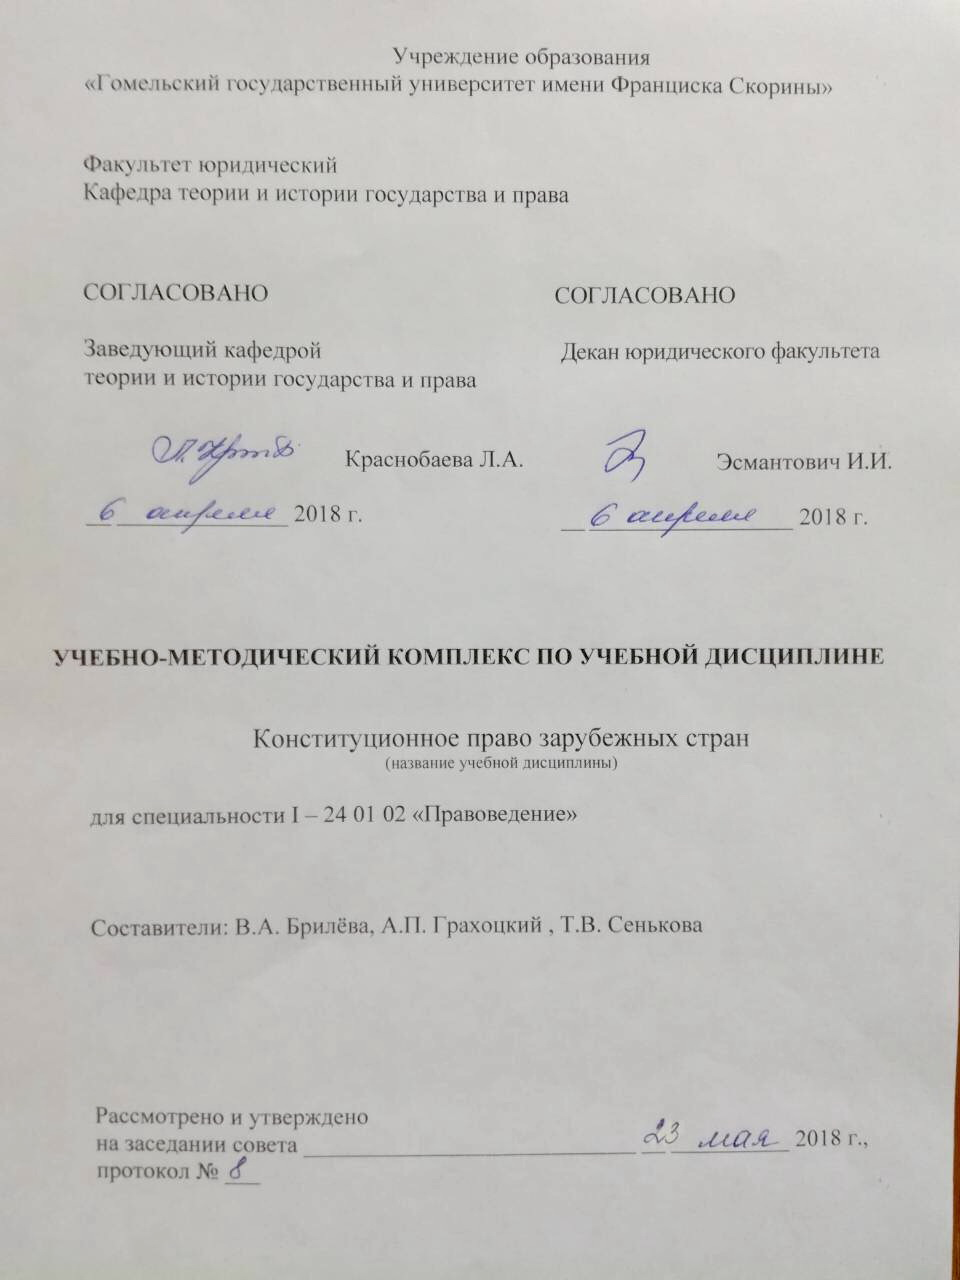 Учреждение образования
«Гомельский государственный университет имени Франциска Скорины»
Факультет юридический
Кафедра теории и истории государства и права
СОГЛАСОВАНО
Заведующий кафедрой
теории и истории государства и права
Краснобаева Л.А.
6 апреля 2018 г.
СОГЛАСОВАНО
Декан юридического факультета
Эсмантович И.И.
6 апреля 2018 г.
УЧЕБНО-МЕТОДИЧЕСКИЙ КОМПЛЕКС ПО УЧЕБНОЙ ДИСЦИПЛИНЕ
Конституционное право зарубежных стран
(название учебной дисциплины)
для специальности I – 24 01 02 «Правоведение»
Составители: В.А. Брилёва, А.П. Грахоцкий , Т.В. Сенькова
Рассмотрено и утверждено
на заседании совета 23 мая 2018 г.,
протокол № 8